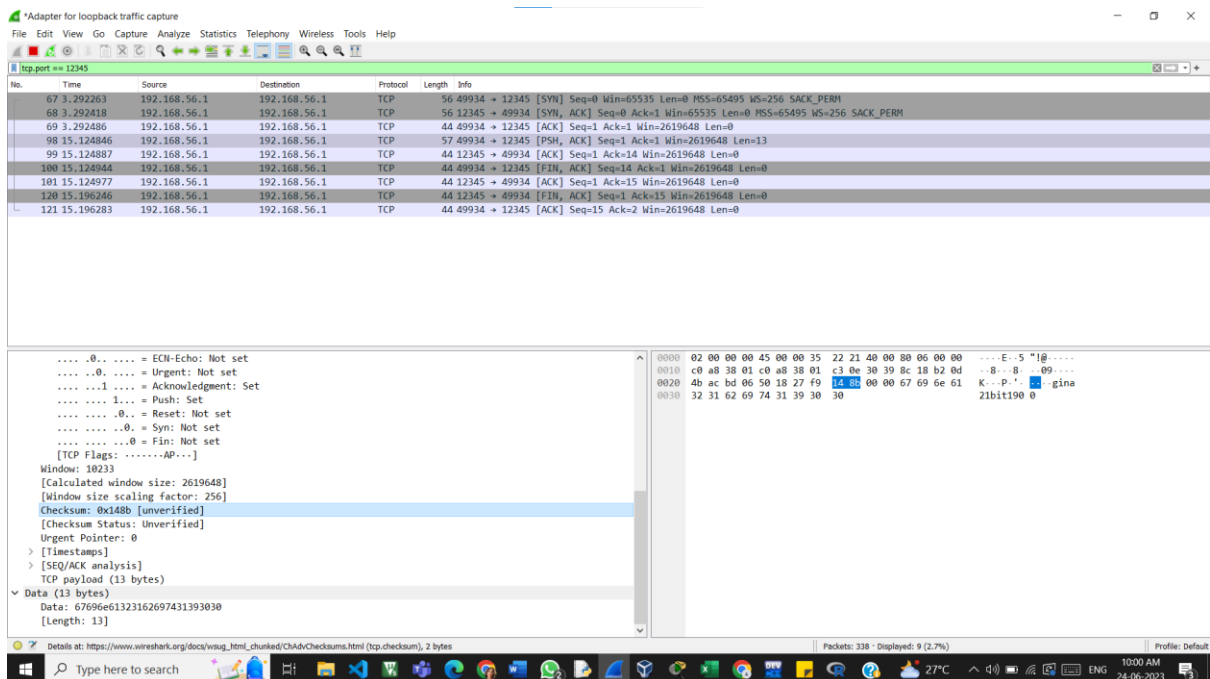 *Adapter for loopback traffic capture
File Edit View Go Capture Analyze Statistics Telephony Wireless Tools Help
tcp.port == 12345
No. Time Source Destination Protocol Length Info
67 3.292263 192.168.56.1 192.168.56.1 TCP 56 49934 → 12345 [SYN] Seq=0 Win=65535 Len=0 MSS=65495 WS=256 SACK_PERM
68 3.292418 192.168.56.1 192.168.56.1 TCP 56 12345 → 49934 [SYN, ACK] Seq=0 Ack=1 Win=65535 Len=0 MSS=65495 WS=256 SACK_PERM
69 3.292486 192.168.56.1 192.168.56.1 TCP 44 49934 → 12345 [ACK] Seq=1 Ack=1 Win=2619648 Len=0
98 15.124846 192.168.56.1 192.168.56.1 TCP 57 49934 → 12345 [PSH, ACK] Seq=1 Ack=1 Win=2619648 Len=13
99 15.124887 192.168.56.1 192.168.56.1 TCP 44 12345 → 49934 [ACK] Seq=1 Ack=14 Win=2619648 Len=0
100 15.124944 192.168.56.1 192.168.56.1 TCP 44 49934 → 12345 [FIN, ACK] Seq=14 Ack=1 Win=2619648 Len=0
101 15.124977 192.168.56.1 192.168.56.1 TCP 44 12345 → 49934 [ACK] Seq=1 Ack=15 Win=2619648 Len=0
120 15.196246 192.168.56.1 192.168.56.1 TCP 44 12345 → 49934 [FIN, ACK] Seq=1 Ack=15 Win=2619648 Len=0
121 15.196283 192.168.56.1 192.168.56.1 TCP 44 49934 → 12345 [ACK] Seq=15 Ack=2 Win=2619648 Len=0
.... .0.. .... = ECN-Echo: Not set
.... ..0. .... = Urgent: Not set
.... ...1 .... = Acknowledgment: Set
.... .... 1... = Push: Set
.... .... .0.. = Reset: Not set
.... .... ..0. = Syn: Not set
.... .... ...0 = Fin: Not set
[TCP Flags: ·······AP···]
Window: 10233
[Calculated window size: 2619648]
[Window size scaling factor: 256]
Checksum: 0x148b [unverified]
[Checksum Status: Unverified]
Urgent Pointer: 0
> [Timestamps]
> [SEQ/ACK analysis]
TCP payload (13 bytes)
Data (13 bytes)
Data: 67696e61323162697431393030
[Length: 13]
0000 02 00 00 00 45 00 00 35 22 21 40 00 80 06 00 00 ····E··5 "!@·····
0010 c0 a8 38 01 c0 a8 38 01 c3 0e 30 39 8c 18 b2 0d ··8···8· ··09····
0020 4b ac bd 06 50 18 27 f9 14 8b 00 00 67 69 6e 61 K···P·'· ····gina
0030 32 31 62 69 74 31 39 30 30 21bit190 0
Details at: https://www.wireshark.org/docs/wsug_html_chunked/ChAdvChecksums.html (tcp.checksum), 2 bytes
Packets: 338 · Displayed: 9 (2.7%)
Profile: Default
Type here to search
27°C
ENG
10:00 AM
24-06-2023